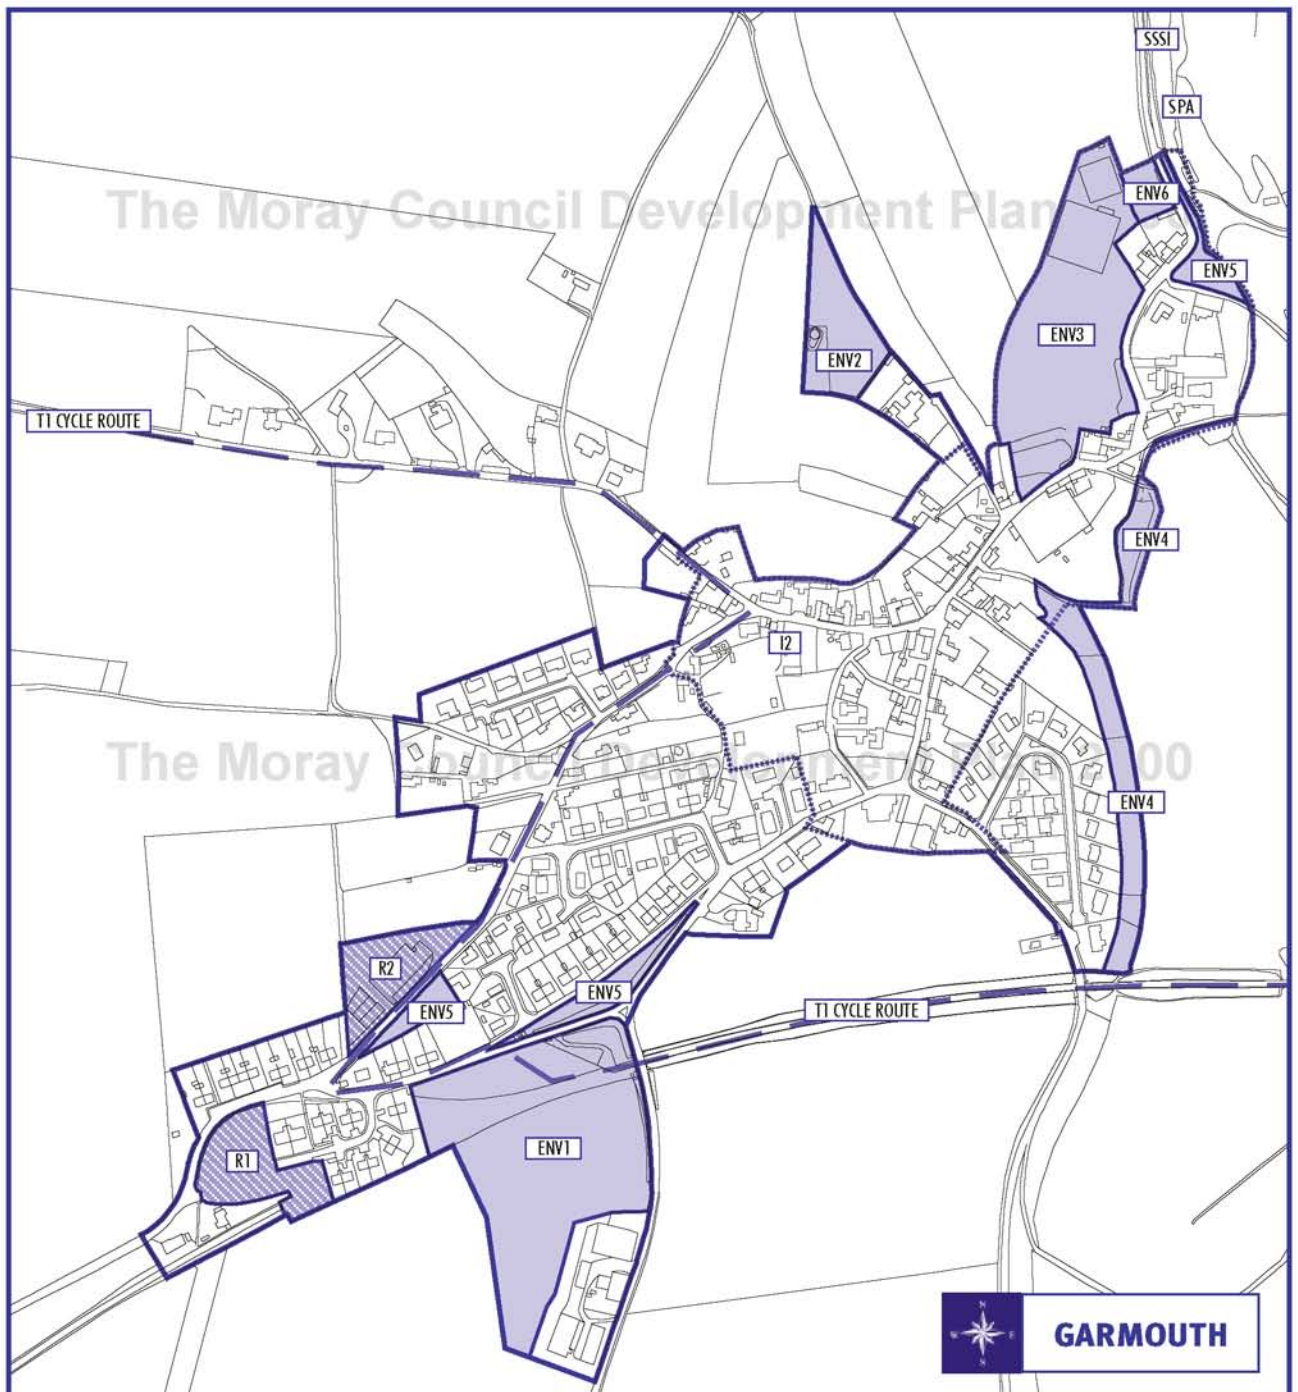 SSSI
SPA
The Moray Council Development Plan
ENV6
ENV5
ENV3
ENV2
T1 CYCLE ROUTE
ENV4
I2
The Moray Council Development Plan 2000
ENV4
R2
ENV5
ENV5
T1 CYCLE ROUTE
ENV1
R1
N
W E
S
GARMOUTH